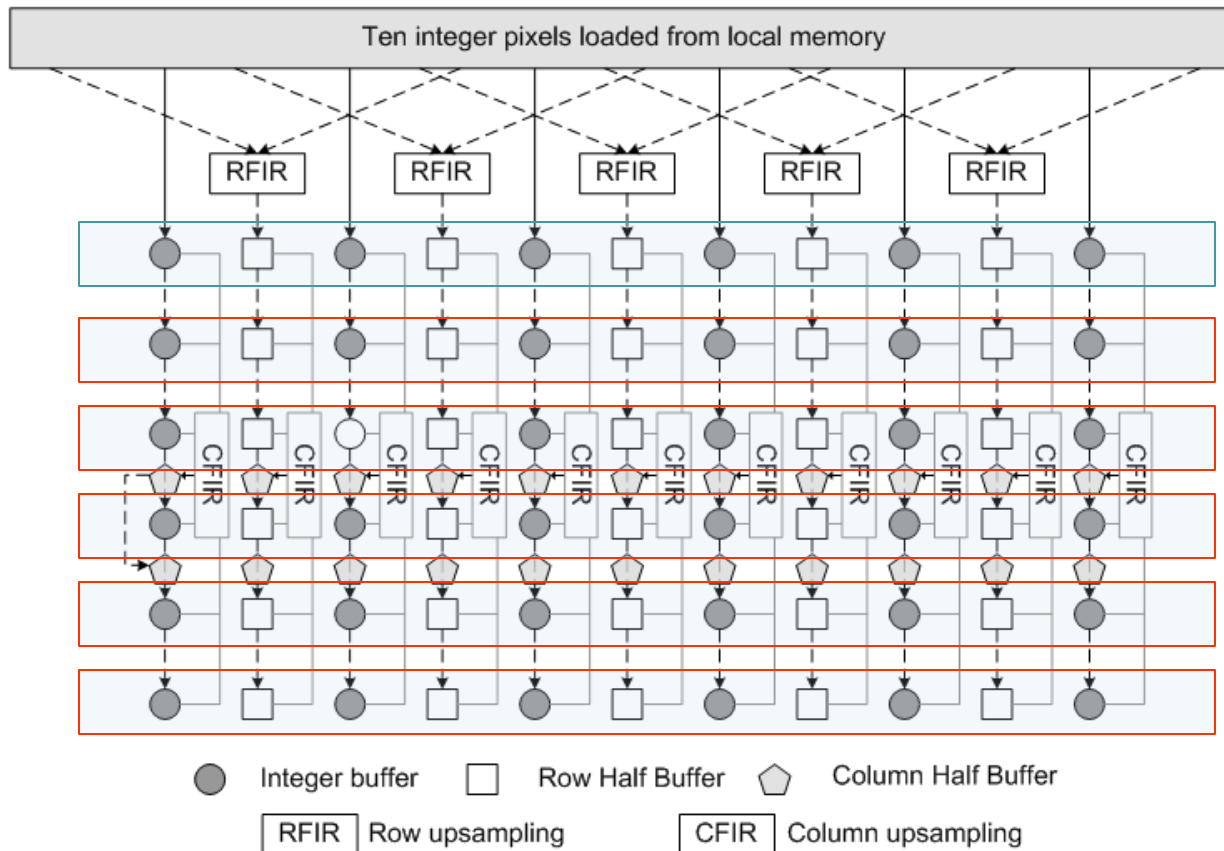 Ten integer pixels loaded from local memory
RFIR RFIR RFIR RFIR RFIR
CFIR CFIR CFIR CFIR CFIR CFIR CFIR CFIR CFIR CFIR CFIR
Integer buffer Row Half Buffer Column Half Buffer
RFIR Row upsampling CFIR Column upsampling